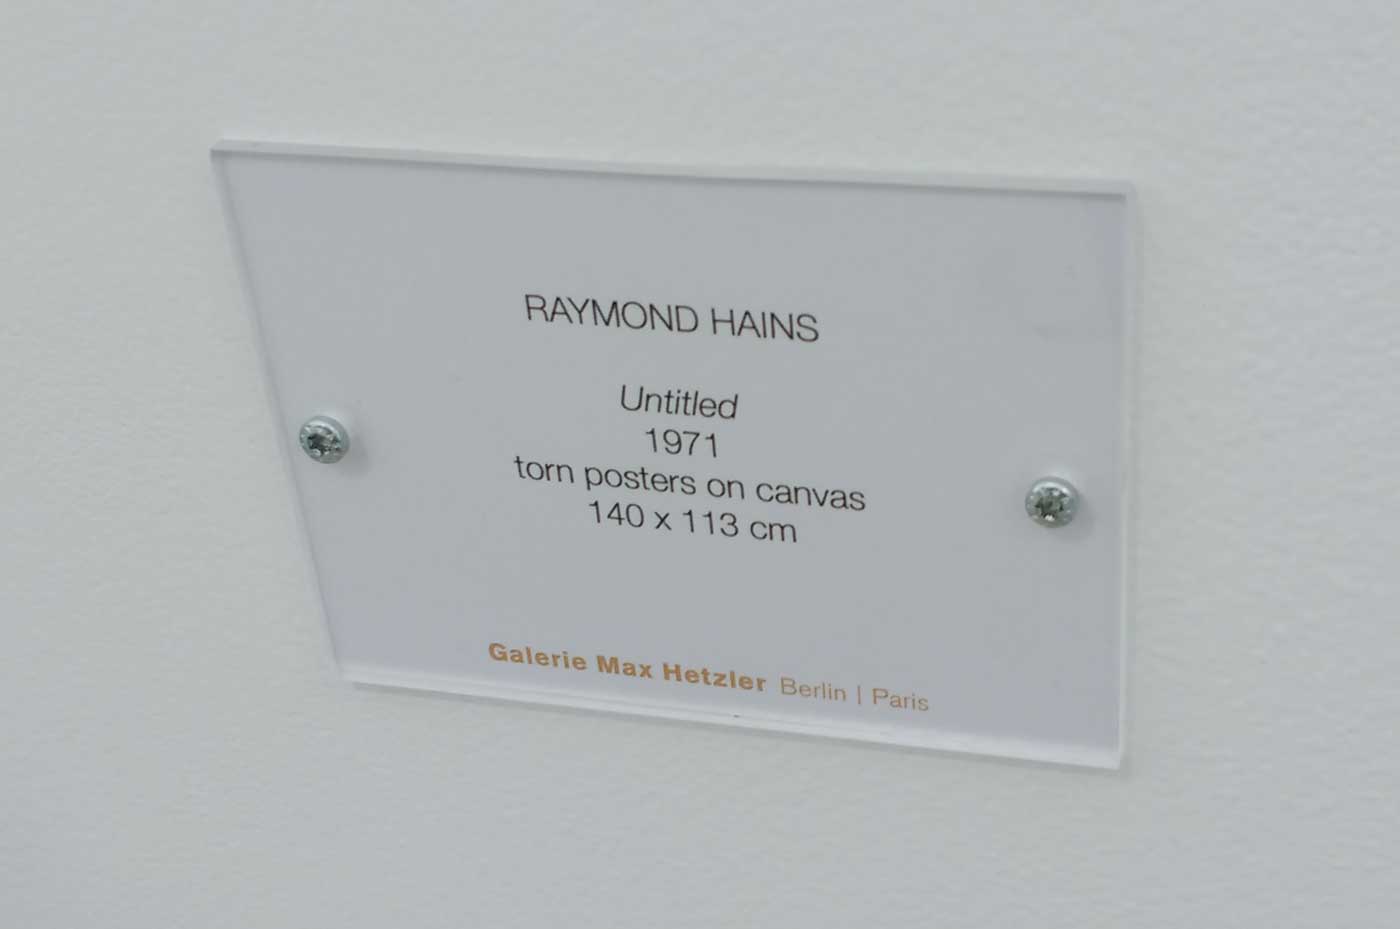 RAYMOND HAINS
Untitled
1971
torn posters on canvas
140 x 113 cm
Galerie Max Hetzler Berlin | Paris